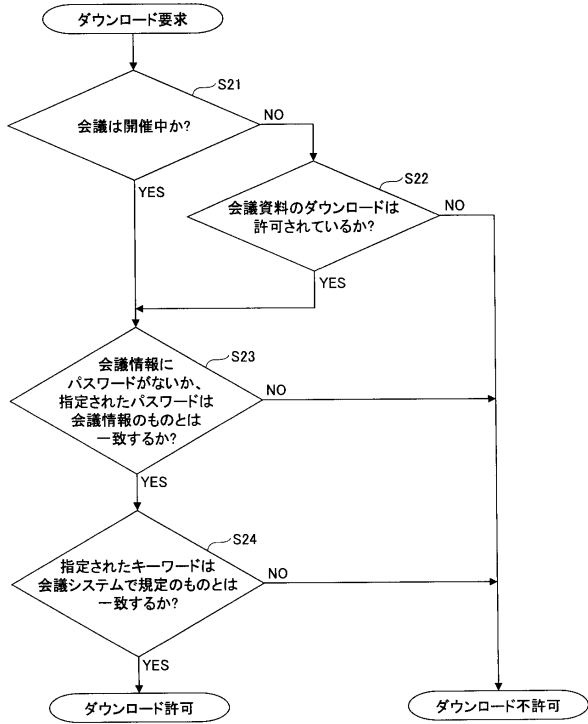 ダウンロード要求
S21
会議は開催中か?
NO
YES
S22
会議資料のダウンロードは
許可されているか?
NO
YES
S23
会議情報に
パスワードがないか、
指定されたパスワードは
会議情報のものとは
一致するか?
NO
YES
S24
指定されたキーワードは
会議システムで規定のものとは
一致するか?
NO
YES
ダウンロード許可
ダウンロード不許可